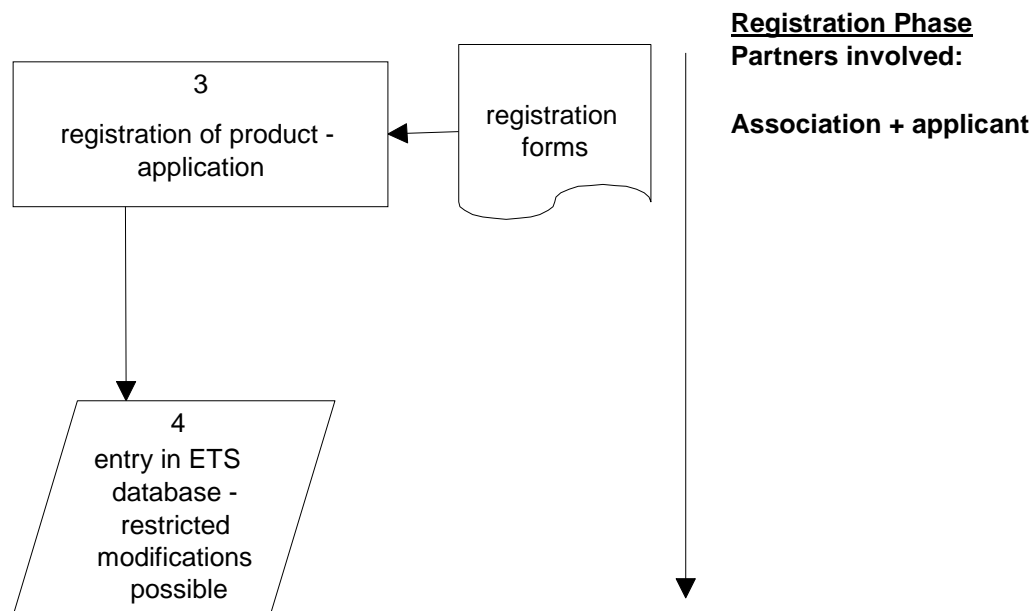 3
registration of product -
application
registration
forms
Registration Phase
Partners involved:
Association + applicant
4
entry in ETS
database -
restricted
modifications
possible